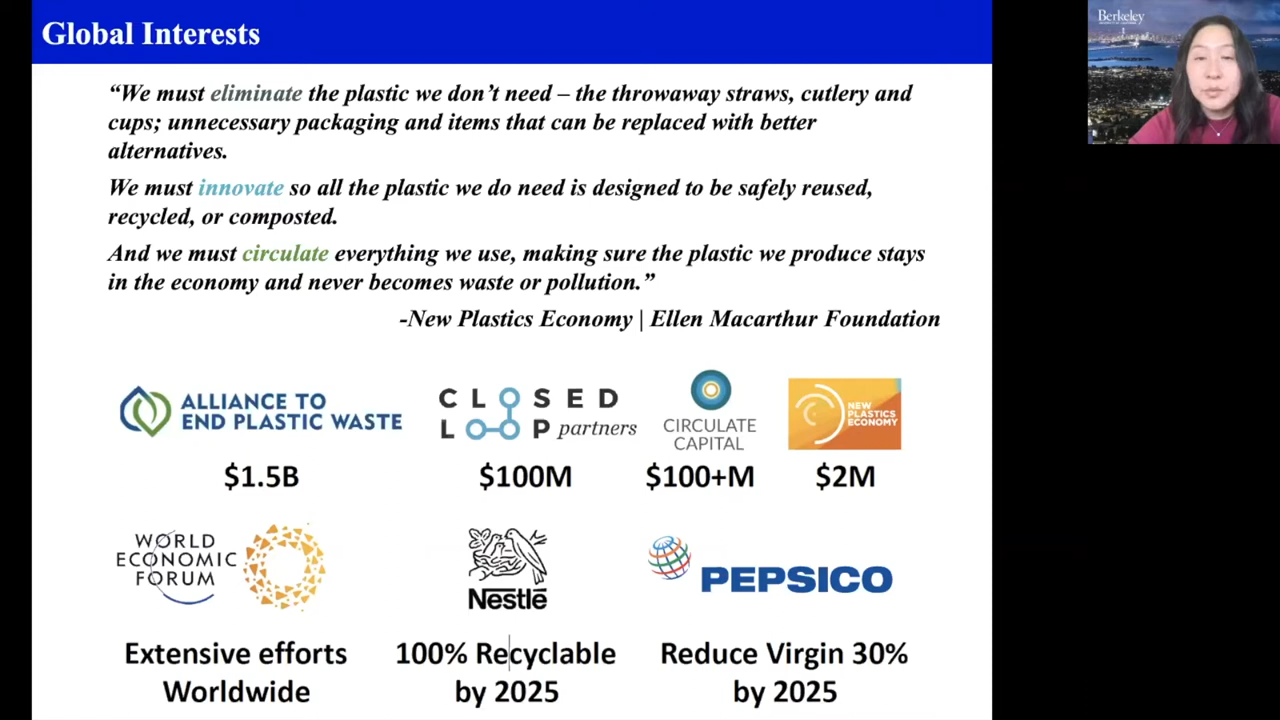 Global Interests
“We must eliminate the plastic we don’t need – the throwaway straws, cutlery and
cups; unnecessary packaging and items that can be replaced with better
alternatives.
We must innovate so all the plastic we do need is designed to be safely reused,
recycled, or composted.
And we must circulate everything we use, making sure the plastic we produce stays
in the economy and never becomes waste or pollution.”
-New Plastics Economy | Ellen Macarthur Foundation
ALLIANCE TO
END PLASTIC WASTE
CLOSED
LOOP partners
CIRCULATE
CAPITAL
NEW
PLASTICS
ECONOMY
$1.5B
$100M
$100+M
$2M
WORLD
ECONOMIC
FORUM
Nestlé
PEPSICO
Extensive efforts
Worldwide
100% Recyclable
by 2025
Reduce Virgin 30%
by 2025
Berkeley